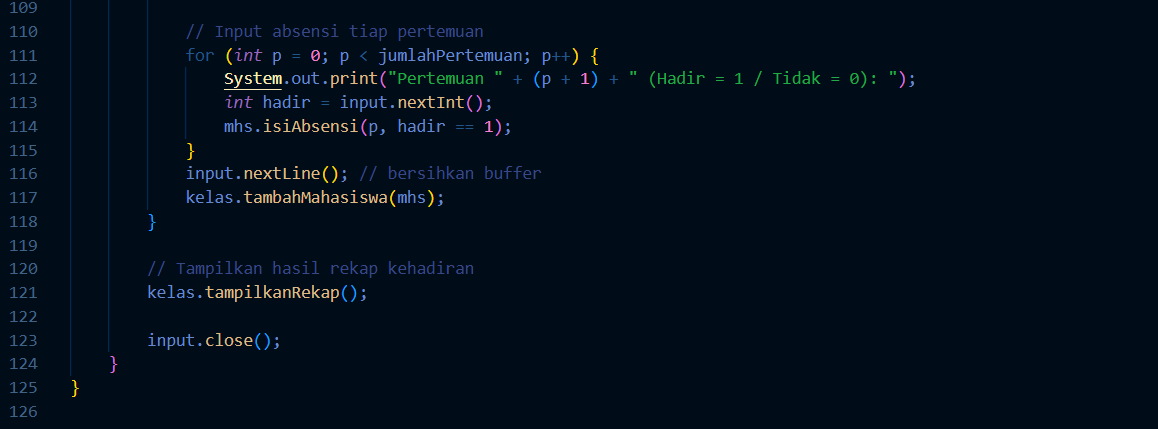 109
110 // Input absensi tiap pertemuan
111 for (int p = 0; p < jumlahPertemuan; p++) {
112 System.out.print("Pertemuan " + (p + 1) + " (Hadir = 1 / Tidak = 0): ");
113 int hadir = input.nextInt();
114 mhs.isiAbsensi(p, hadir == 1);
115 }
116 input.nextLine(); // bersihkan buffer
117 kelas.tambahMahasiswa(mhs);
118 }
119
120 // Tampilkan hasil rekap kehadiran
121 kelas.tampilkanRekap();
122
123 input.close();
124 }
125 }
126